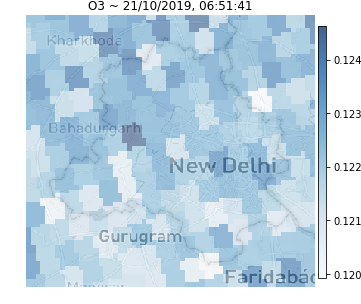 O3 ~ 21/10/2019, 06:51:41
Kharkhoda
0.124
0.123
Bahadurgarh
0.122
New Delhi
0.121
Gurugram
0.120
Faridabad